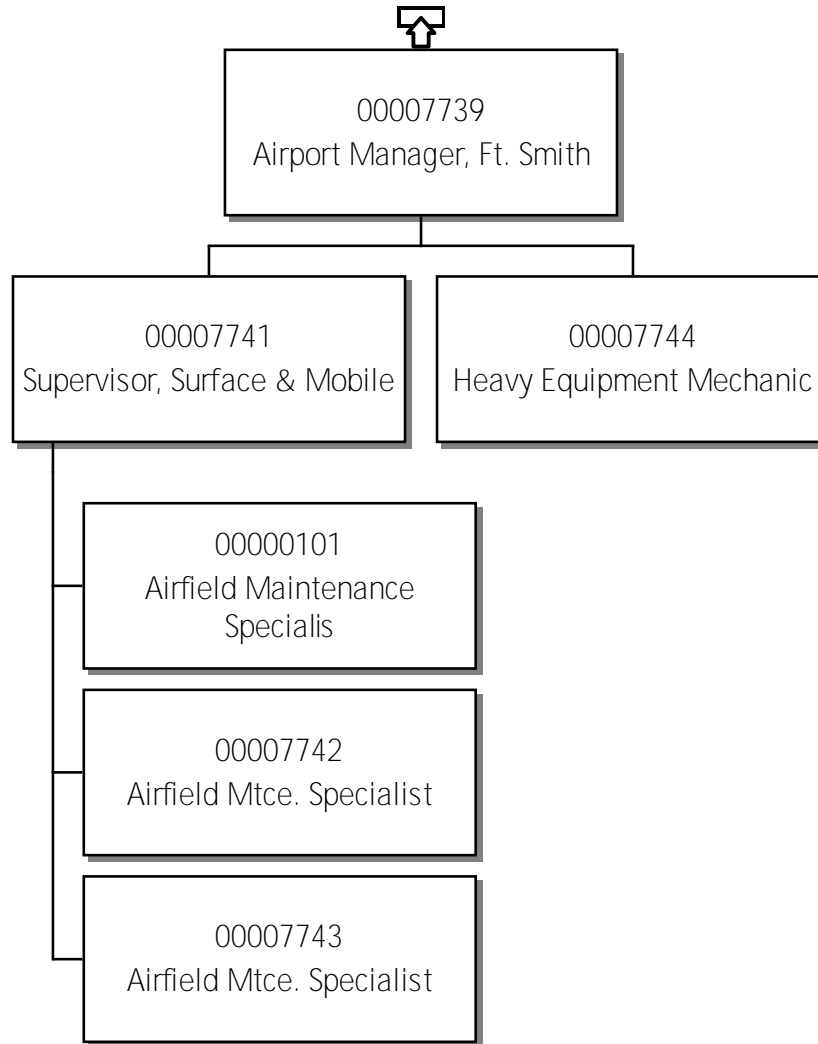 00007739
Airport Manager, Ft. Smith
00007741
Supervisor, Surface & Mobile
00007744
Heavy Equipment Mechanic
00000101
Airfield Maintenance
Specialis
00007742
Airfield Mtce. Specialist
00007743
Airfield Mtce. Specialist